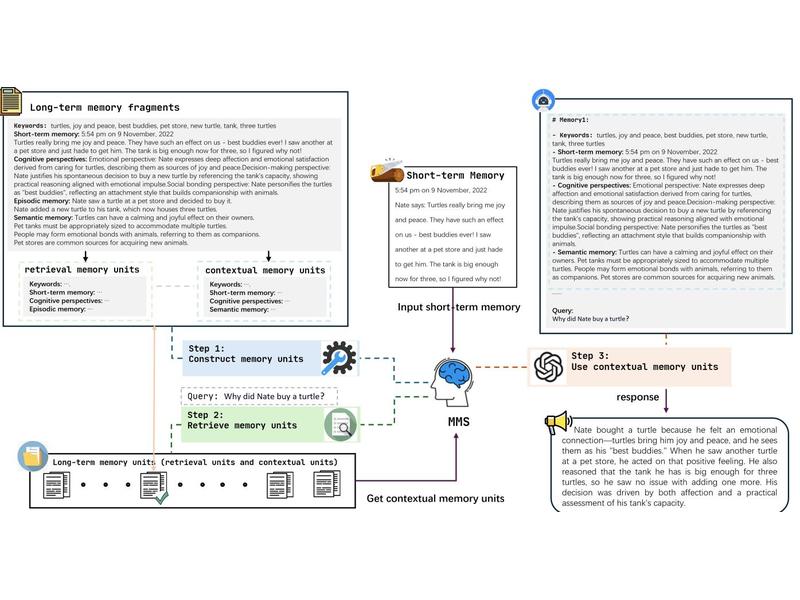 Long-term memory fragments
Keywords: turtles, joy and peace, best buddies, pet store, new turtle, tank, three turtles
Short-term memory: 5:54 pm on 9 November, 2022
Turtles really bring me joy and peace. They have such an effect on us - best buddies ever! I saw another at
a pet store and just hade to get him. The tank is big enough now for three, so I figured why not!
Cognitive perspectives: Emotional perspective: Nate expresses deep affection and emotional satisfaction
derived from caring for turtles, describing them as sources of joy and peace.Decision-making perspective:
Nate justifies his spontaneous decision to buy a new turtle by referencing the tank's capacity, showing
practical reasoning aligned with emotional impulse.Social bonding perspective: Nate personifies the turtles
as "best buddies", reflecting an attachment style that builds companionship with animals.
Episodic memory: Nate saw a turtle at a pet store and decided to buy it.
Nate added a new turtle to his tank, which now houses three turtles.
Semantic memory: Turtles can have a calming and joyful effect on their owners.
Pet tanks must be appropriately sized to accommodate multiple turtles.
People may form emotional bonds with animals, referring to them as companions.
Pet stores are common sources for acquiring new animals.
retrieval memory units
Keywords: ···
Short-term memory: ···
Cognitive perspectives: ···
Episodic memory: ···
contextual memory units
Keywords: ···
Short-term memory: ···
Cognitive perspectives: ···
Semantic memory: ···
Short-term Memory
5:54 pm on 9 November, 2022
Nate says: Turtles really bring me joy
and peace. They have such an effect
on us - best buddies ever! I saw
another at a pet store and just hade
to get him. The tank is big enough
now for three, so I figured why not!
Input short-term memory
# Memory1:
- Keywords: turtles, joy and peace, best buddies, pet store, new turtle,
tank, three turtles
- Short-term memory: 5:54 pm on 9 November, 2022
Turtles really bring me joy and peace. They have such an effect on us - best
buddies ever! I saw another at a pet store and just hade to get him. The
tank is big enough now for three, so I figured why not!
- Cognitive perspectives: Emotional perspective: Nate expresses deep
affection and emotional satisfaction derived from caring for turtles,
describing them as sources of joy and peace.Decision-making perspective:
Nate justifies his spontaneous decision to buy a new turtle by referencing
the tank's capacity, showing practical reasoning aligned with emotional
impulse.Social bonding perspective: Nate personifies the turtles as "best
buddies", reflecting an attachment style that builds companionship with
animals.
- Semantic memory: Turtles can have a calming and joyful effect on their
owners. Pet tanks must be appropriately sized to accommodate multiple
turtles. People may form emotional bonds with animals, referring to them
as companions. Pet stores are common sources for acquiring new animals.
Query:
Why did Nate buy a turtle?
Step 1:
Construct memory units
Query: Why did Nate buy a turtle?
Step 2:
Retrieve memory units
MMS
Step 3:
Use contextual memory units
response
Long-term memory units (retrieval units and contextual units)
Get contextual memory units
Nate bought a turtle because he felt an emotional
connection—turtles bring him joy and peace, and he sees
them as his "best buddies." When he saw another turtle
at a pet store, he acted on that positive feeling. He also
reasoned that the tank he has is big enough for three
turtles, so he saw no issue with adding one more. His
decision was driven by both affection and a practical
assessment of his tank's capacity.